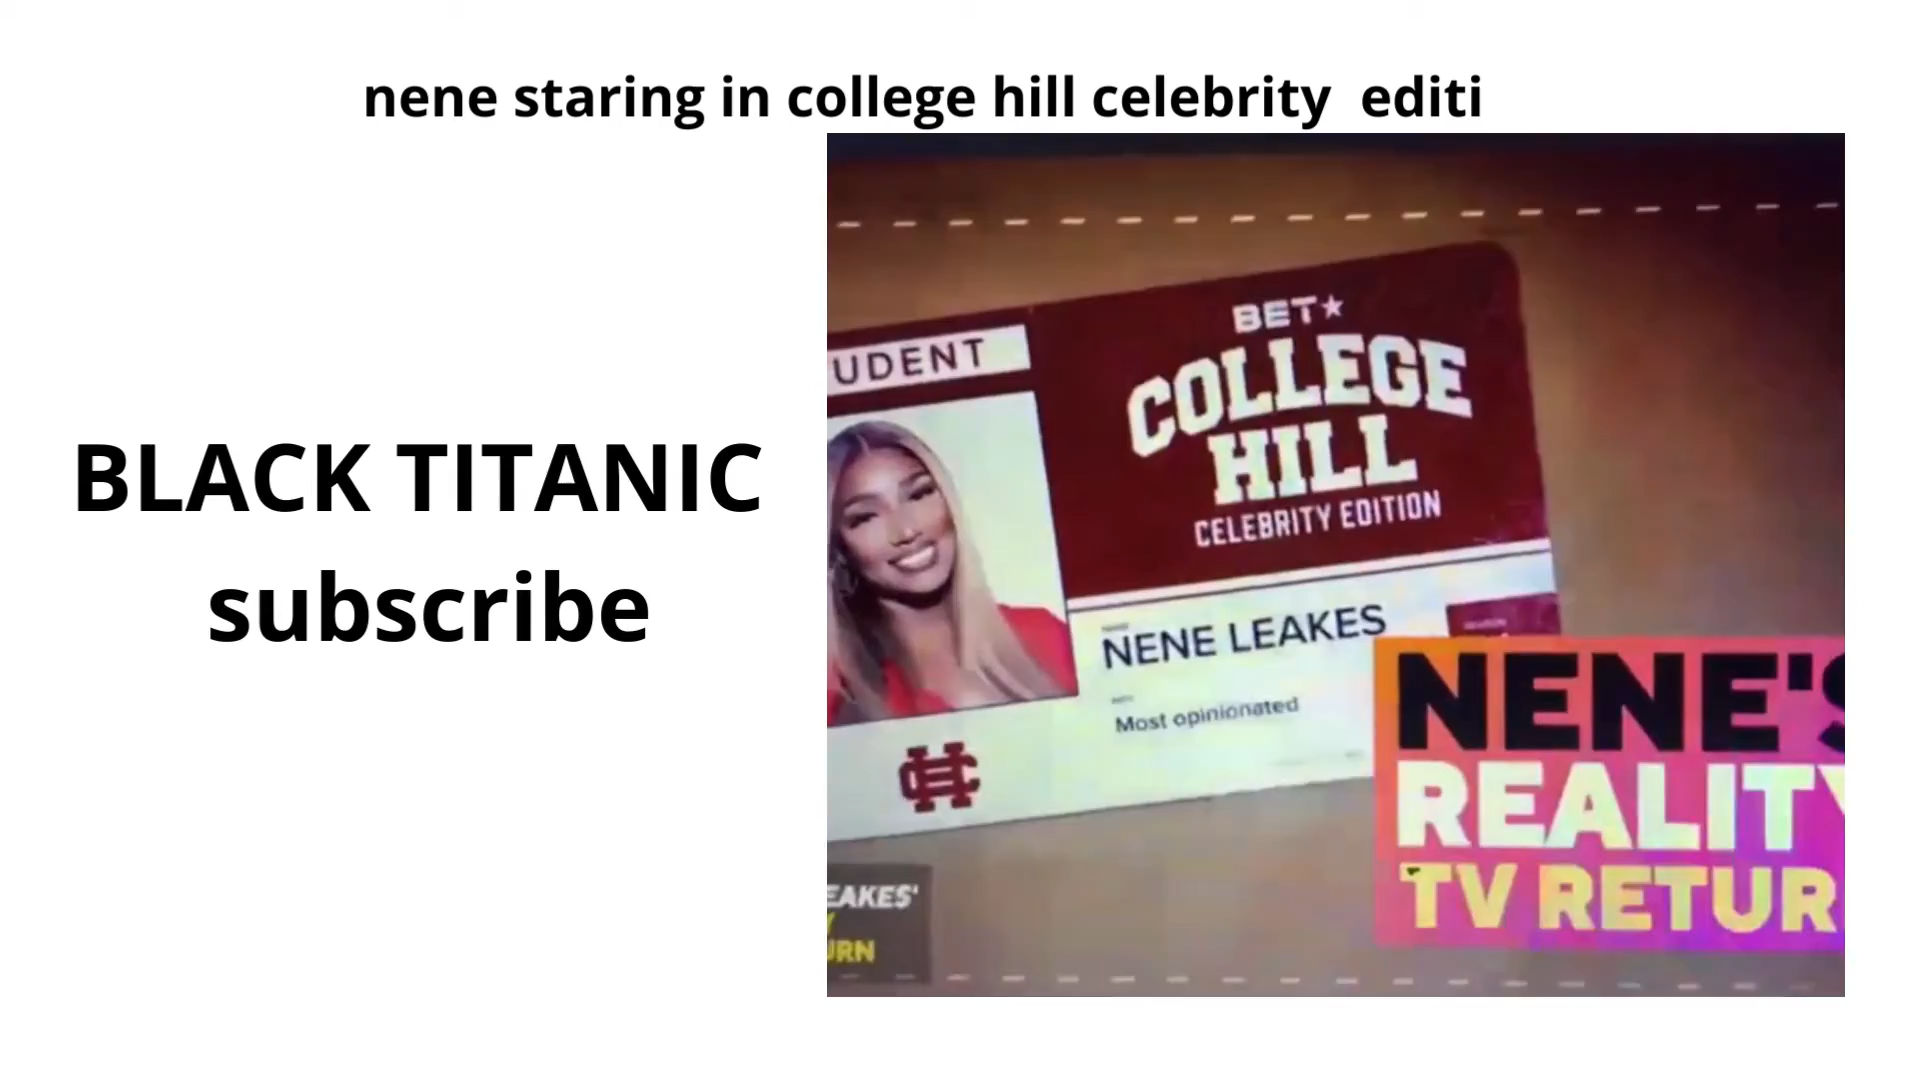 nene staring in college hill celebrity  editi
BLACK TITANIC
subscribe
UDENT
BET★
COLLEGE
HILL
CELEBRITY EDITION
NENE LEAKES
Most opinionated
NENE'S
REALITY
TV RETUR
EAKES'
Y
URN